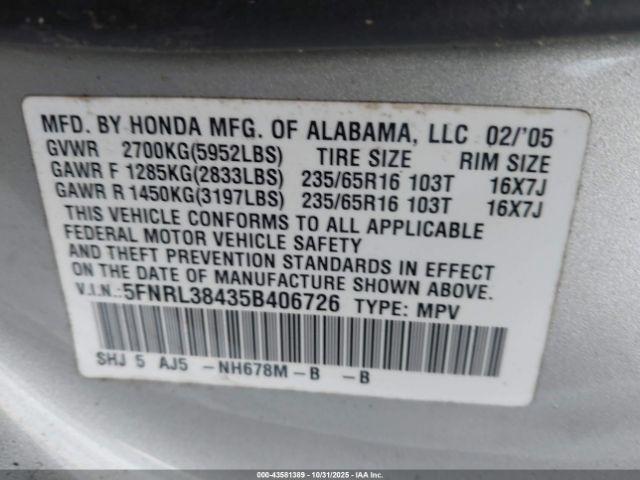 MFD. BY HONDA MFG. OF ALABAMA, LLC 02/'05
GVWR 2700KG(5952LBS) TIRE SIZE RIM SIZE
GAWR F 1285KG(2833LBS) 235/65R16 103T 16X7J
GAWR R 1450KG(3197LBS) 235/65R16 103T 16X7J
THIS VEHICLE CONFORMS TO ALL APPLICABLE
FEDERAL MOTOR VEHICLE SAFETY
AND THEFT PREVENTION STANDARDS IN EFFECT
ON THE DATE OF MANUFACTURE SHOWN ABOVE.
V.I.N.:5FNRL38435B406726 TYPE: MPV
SHJ 5 AJ5 -NH678M -B -B
000-43581389 - 10/31/2025 - IAA Inc.